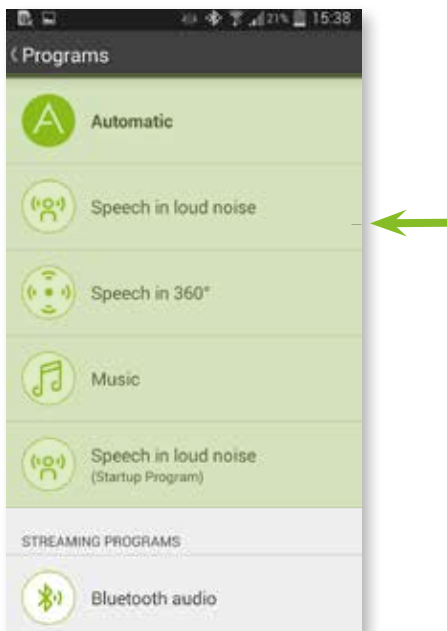 21% 15:38
Programs
A Automatic
Speech in loud noise
Speech in 360°
Music
Speech in loud noise
(Startup Program)
STREAMING PROGRAMS
Bluetooth audio